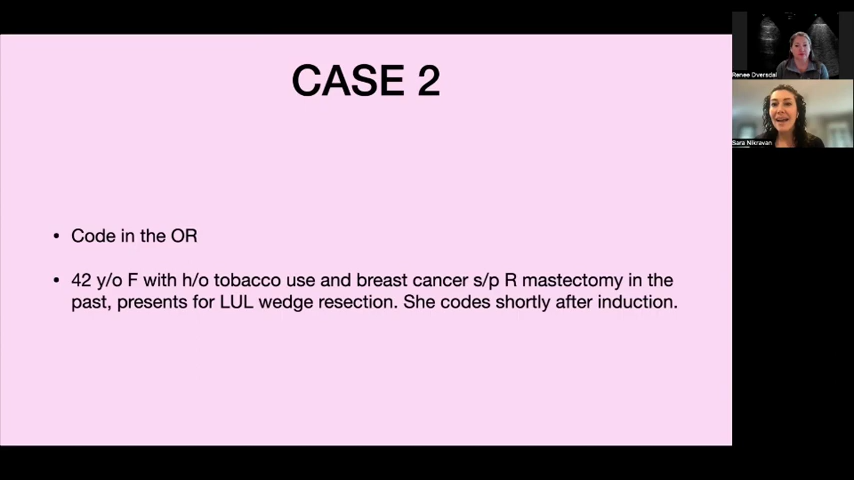 CASE 2
Renee Dversdal
Sara Nikravan
• Code in the OR
• 42 y/o F with h/o tobacco use and breast cancer s/p R mastectomy in the
past, presents for LUL wedge resection. She codes shortly after induction.